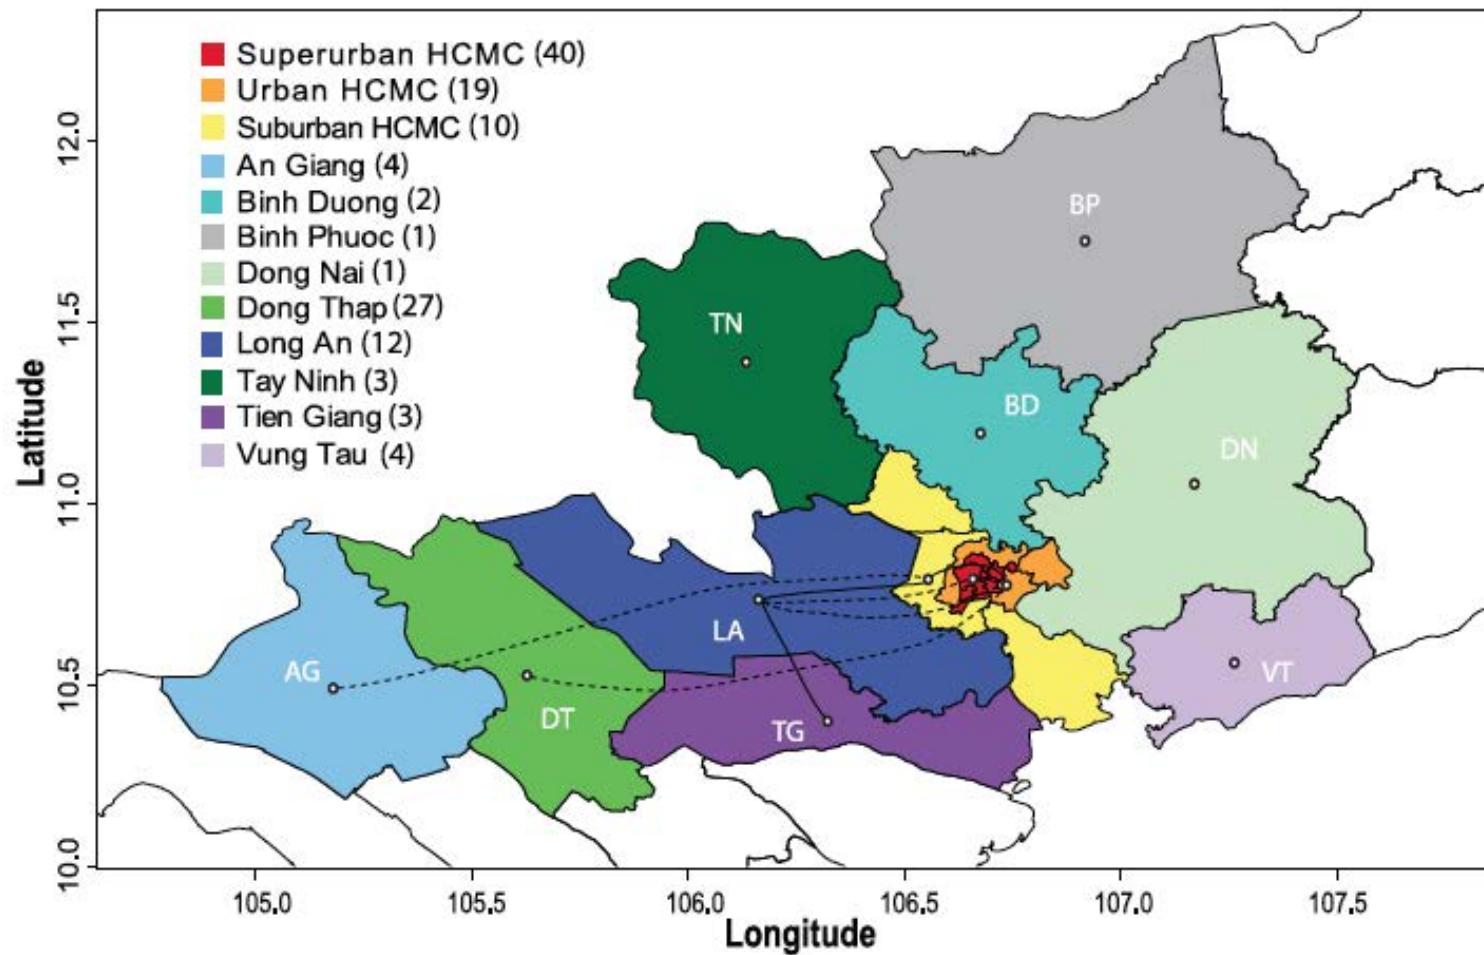 Superurban HCMC (40)
Urban HCMC (19)
Suburban HCMC (10)
An Giang (4)
Binh Duong (2)
Binh Phuoc (1)
Dong Nai (1)
Dong Thap (27)
Long An (12)
Tay Ninh (3)
Tien Giang (3)
Vung Tau (4)
BP
TN
BD
DN
LA
AG
VT
DT
TG
12.0
11.5
11.0
10.5
10.0
Latitude
105.0 105.5 106.0 106.5 107.0 107.5
Longitude